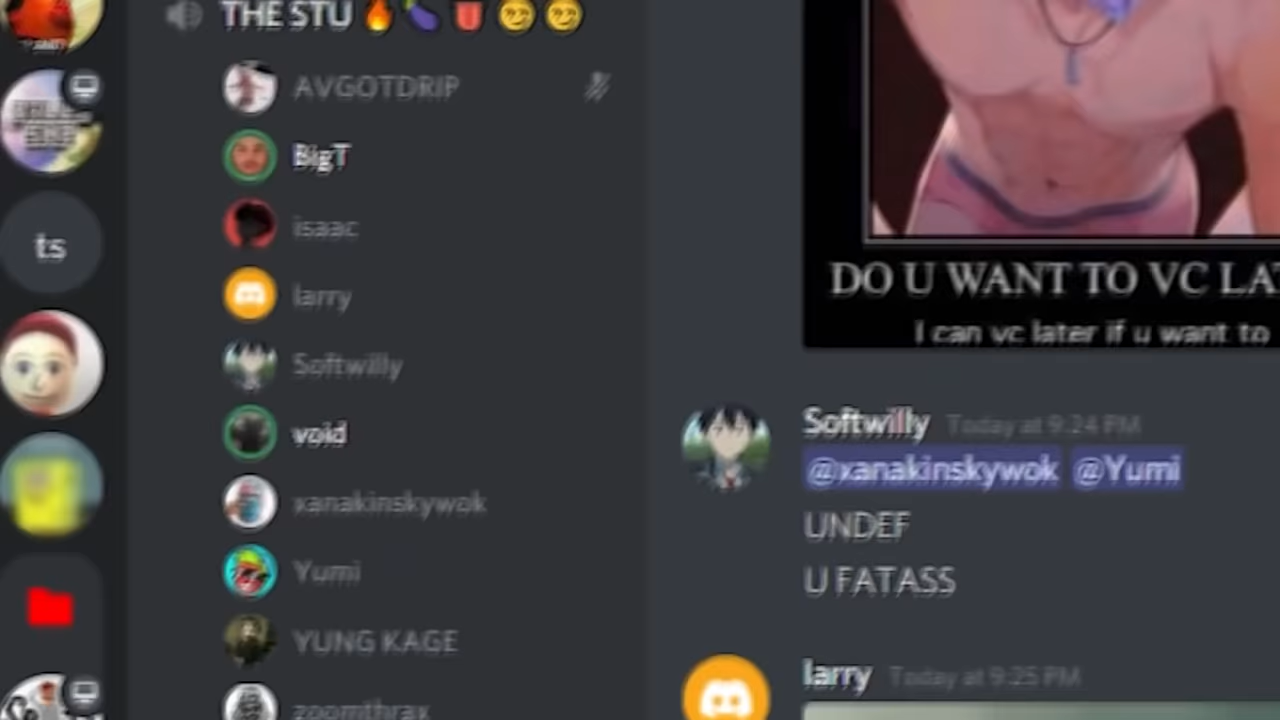 THE STU 🔥🍆👅😏😏
AVGOTDRIP
BigT
isaac
larry
Softwilly
void
xanakinskywok
Yumi
YUNG KAGE
zoomthrax
ts
DO U WANT TO VC LAT
I can vc later if u want to
Softwilly Today at 9:24 PM
@xanakinskywok @Yumi
UNDEF
U FATASS
larry Today at 9:25 PM